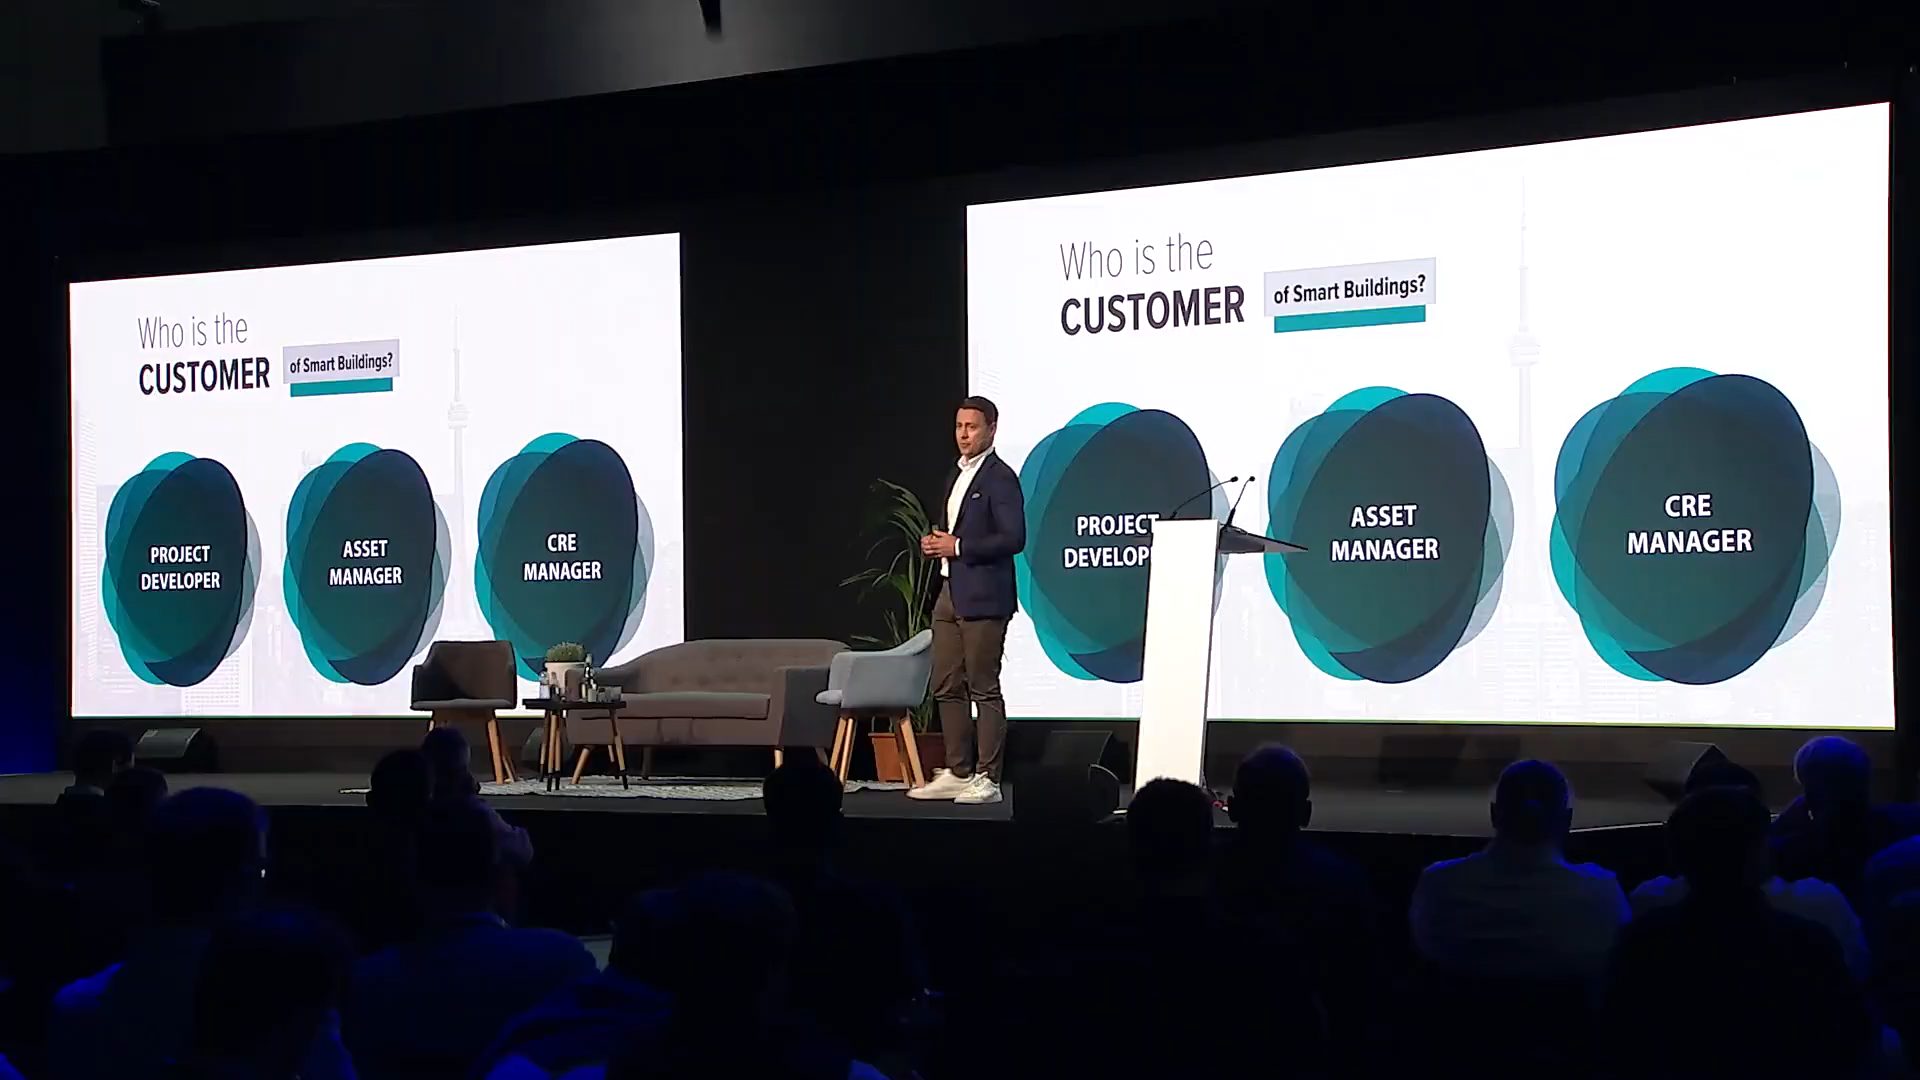 Who is the
CUSTOMER of Smart Buildings?
PROJECT
DEVELOPER
ASSET
MANAGER
CRE
MANAGER
Who is the
CUSTOMER of Smart Buildings?
PROJECT
DEVELOP
ASSET
MANAGER
CRE
MANAGER